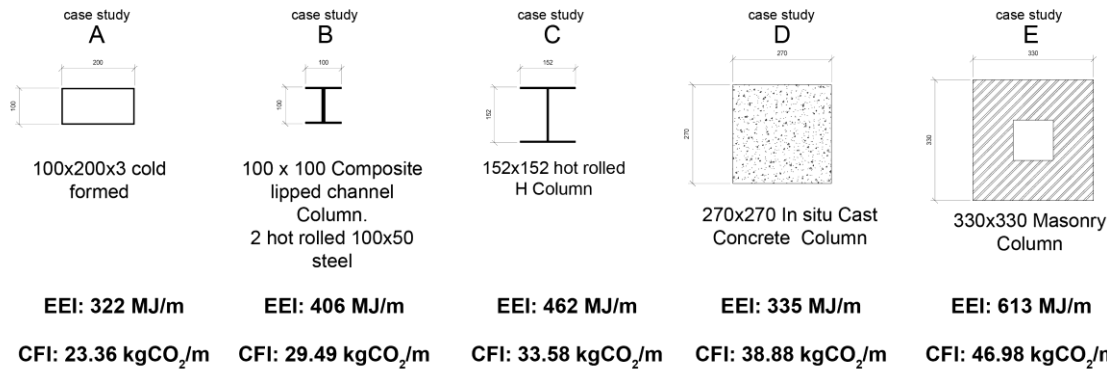 case study
A
200
100
100x200x3 cold
formed
EEI: 322 MJ/m
CFI: 23.36 kgCO₂/m
case study
B
100
100
100 x 100 Composite
lipped channel
Column.
2 hot rolled 100x50
steel
EEI: 406 MJ/m
CFI: 29.49 kgCO₂/m
case study
C
152
152
152x152 hot rolled
H Column
EEI: 462 MJ/m
CFI: 33.58 kgCO₂/m
case study
D
270
270
270x270 In situ Cast
Concrete Column
EEI: 335 MJ/m
CFI: 38.88 kgCO₂/m
case study
E
330
330
330x330 Masonry
Column
EEI: 613 MJ/m
CFI: 46.98 kgCO₂/m